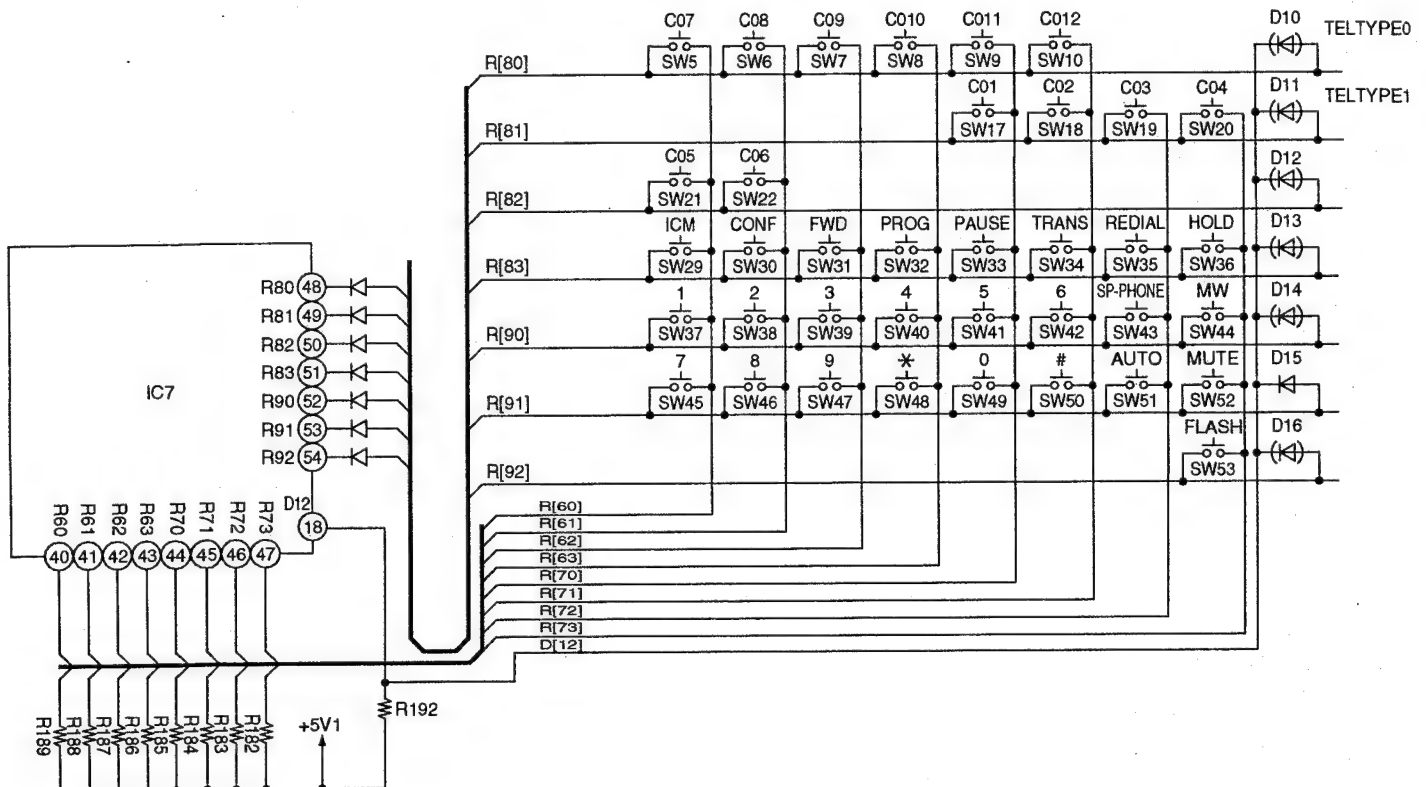 C07 C08 C09 C010 C011 C012 D10 TELTYPE0
R[80] SW5 SW6 SW7 SW8 SW9 SW10
C01 C02 C03 C04 D11 TELTYPE1
R[81] SW17 SW18 SW19 SW20
C05 C06 D12
R[82] SW21 SW22
ICM CONF FWD PROG PAUSE TRANS REDIAL HOLD D13
R[83] SW29 SW30 SW31 SW32 SW33 SW34 SW35 SW36
1 2 3 4 5 6 SP-PHONE MW D14
R[90] SW37 SW38 SW39 SW40 SW41 SW42 SW43 SW44
7 8 9 * 0 # AUTO MUTE D15
R[91] SW45 SW46 SW47 SW48 SW49 SW50 SW51 SW52
FLASH D16
R[92] SW53
R80 48
R81 49
R82 50
R83 51
IC7
R90 52
R91 53
R92 54
D12 18
R60 R61 R62 R63 R70 R71 R72 R73
40 41 42 43 44 45 46 47
R[60]
R[61]
R[62]
R[63]
R[70]
R[71]
R[72]
R[73]
D[12]
R189 R188 R187 R186 R185 R184 R183 R182
+5V1
R192